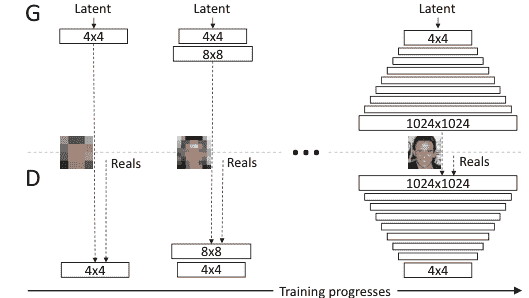 G
Latent
Latent
Latent
4x4
4x4
4x4
8x8
1024x1024
Reals
Reals
Reals
D
1024x1024
8x8
4x4
4x4
4x4
Training progresses